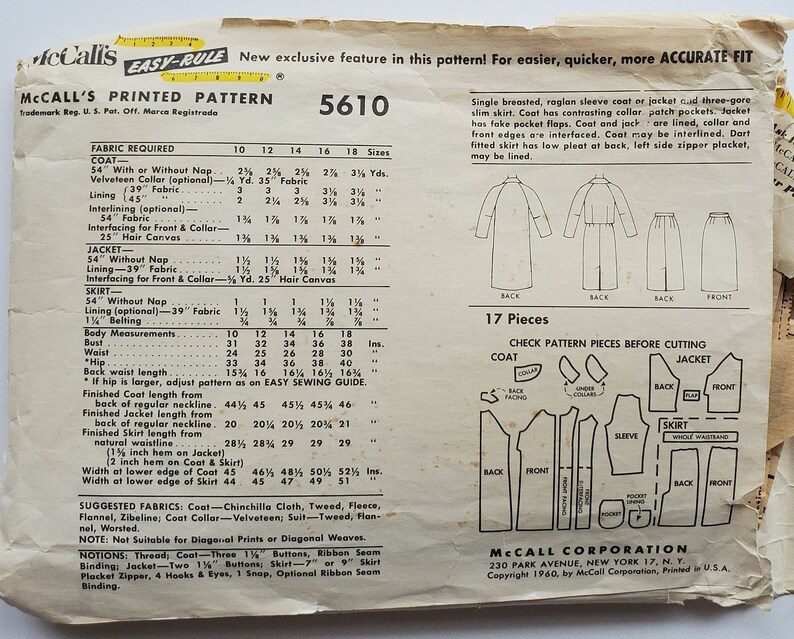 McCall's EASY-RULE ® New exclusive feature in this pattern! For easier, quicker, more ACCURATE FIT
1 2 3 4
6 7 8 9 0
McCALL'S PRINTED PATTERN 5610
Trademark Reg. U. S. Pat. Off. Marca Registrada
FABRIC REQUIRED 10 12 14 16 18 Sizes
COAT—
54" With or Without Nap.. 2⅝ 2⅝ 2⅝ 2⅞ 3⅛ Yds.
Velveteen Collar (optional)—¼ Yd. 35" Fabric
Lining { 39" Fabric....... 3 3 3 3⅛ 3⅛ "
45" " ....... 2 2¼ 2⅝ 3⅛ 3⅛ "
Interlining (optional)—
54" Fabric............ 1¾ 1⅞ 1⅞ 1⅞ 1⅞ "
Interfacing for Front & Collar—
25" Hair Canvas....... 1⅜ 1⅜ 1⅜ 1⅜ 1⅜ "
JACKET—
54" Without Nap........ 1½ 1½ 1⅝ 1⅝ 1⅝ "
Lining—39" Fabric....... 1½ 1⅝ 1⅝ 1¾ 1¾ "
Interfacing for Front & Collar—⅝ Yd. 25" Hair Canvas
SKIRT—
54" Without Nap ........ 1 1 1 1⅛ 1⅛ "
Lining (optional)—39" Fabric 1½ 1⅝ 1¾ 1¾ 1¾ "
1¼" Belting ............ ¾ ¾ ¾ ⅞ ⅞ "
Body Measurements........ 10 12 14 16 18
Bust .................. 31 32 34 36 38 Ins.
Waist ................. 24 25 26 28 30 "
*Hip................... 33 34 36 38 40 "
Back waist length........ 15¾ 16 16¼ 16½ 16¾ "
* If hip is larger, adjust pattern as on EASY SEWING GUIDE.
Finished Coat length from
back of regular neckline. 44½ 45 45½ 45¾ 46 "
Finished Jacket length from
back of regular neckline. 20 20¼ 20½ 20¾ 21 "
Finished Skirt length from
natural waistline........ 28½ 28¾ 29 29 29 "
(1⅝ inch hem on Jacket)
(2 inch hem on Coat & Skirt)
Width at lower edge of Coat 45 46½ 48½ 50½ 52½ Ins.
Width at lower edge of Skirt 44 45 47 49 51 "
SUGGESTED FABRICS: Coat—Chinchilla Cloth, Tweed, Fleece,
Flannel, Zibeline; Coat Collar—Velveteen; Suit—Tweed, Flan-
nel, Worsted.
NOTE: Not Suitable for Diagonal Prints or Diagonal Weaves.
NOTIONS: Thread; Coat—Three 1⅛" Buttons, Ribbon Seam
Binding; Jacket—Two 1⅛" Buttons; Skirt—7" or 9" Skirt
Placket Zipper, 4 Hooks & Eyes, 1 Snap, Optional Ribbon Seam
Binding.
Single breasted, raglan sleeve coat or jacket and three-gore
slim skirt. Coat has contrasting collar, patch pockets. Jacket
has fake pocket flaps. Coat and jacket are lined, collar and
front edges are interfaced. Coat may be interlined. Dart
fitted skirt has low pleat at back, left side zipper placket,
may be lined.
BACK BACK BACK FRONT
17 Pieces
CHECK PATTERN PIECES BEFORE CUTTING
COAT
COLLAR
BACK FACING
UNDER COLLARS
BACK
FRONT
FRONT FACING
FRONT INTERFACING
SLEEVE
POCKET
POCKET LINING
JACKET
BACK
FLAP
FRONT
SKIRT
WHOLE WAISTBAND
BACK
FRONT
McCALL CORPORATION
230 PARK AVENUE, NEW YORK 17, N. Y.
Copyright 1960, by McCall Corporation, Printed in U.S.A.